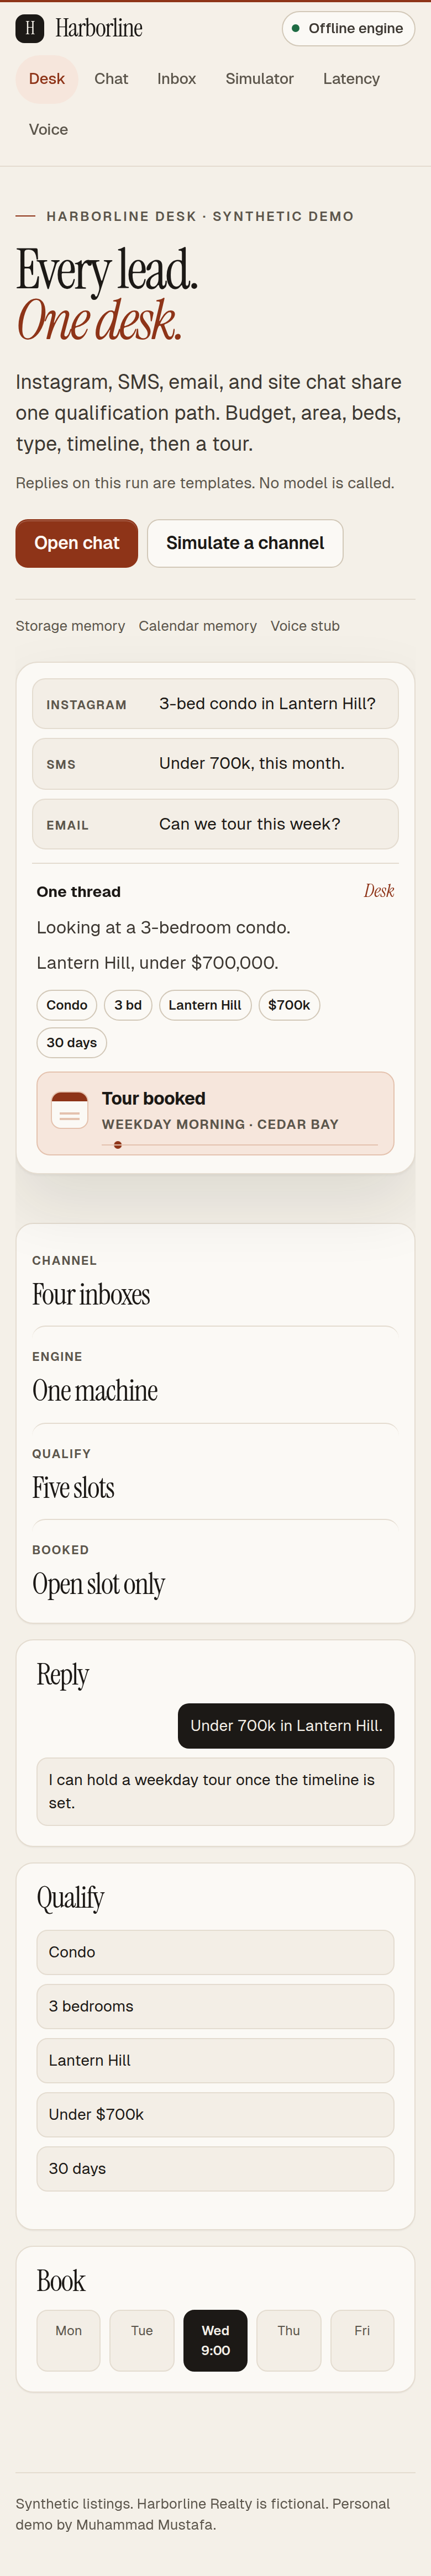 H Harborline
Offline engine
Desk Chat Inbox Simulator Latency
Voice
HARBORLINE DESK · SYNTHETIC DEMO
Every lead.
One desk.
Instagram, SMS, email, and site chat share
one qualification path. Budget, area, beds,
type, timeline, then a tour.
Replies on this run are templates. No model is called.
Open chat Simulate a channel
Storage memory Calendar memory Voice stub
INSTAGRAM 3-bed condo in Lantern Hill?
SMS Under 700k, this month.
EMAIL Can we tour this week?
One thread Desk
Looking at a 3-bedroom condo.
Lantern Hill, under $700,000.
Condo 3 bd Lantern Hill $700k
30 days
Tour booked
WEEKDAY MORNING · CEDAR BAY
CHANNEL
Four inboxes
ENGINE
One machine
QUALIFY
Five slots
BOOKED
Open slot only
Reply
Under 700k in Lantern Hill.
I can hold a weekday tour once the timeline is
set.
Qualify
Condo
3 bedrooms
Lantern Hill
Under $700k
30 days
Book
Mon Tue Wed Thu Fri
9:00
Synthetic listings. Harborline Realty is fictional. Personal
demo by Muhammad Mustafa.